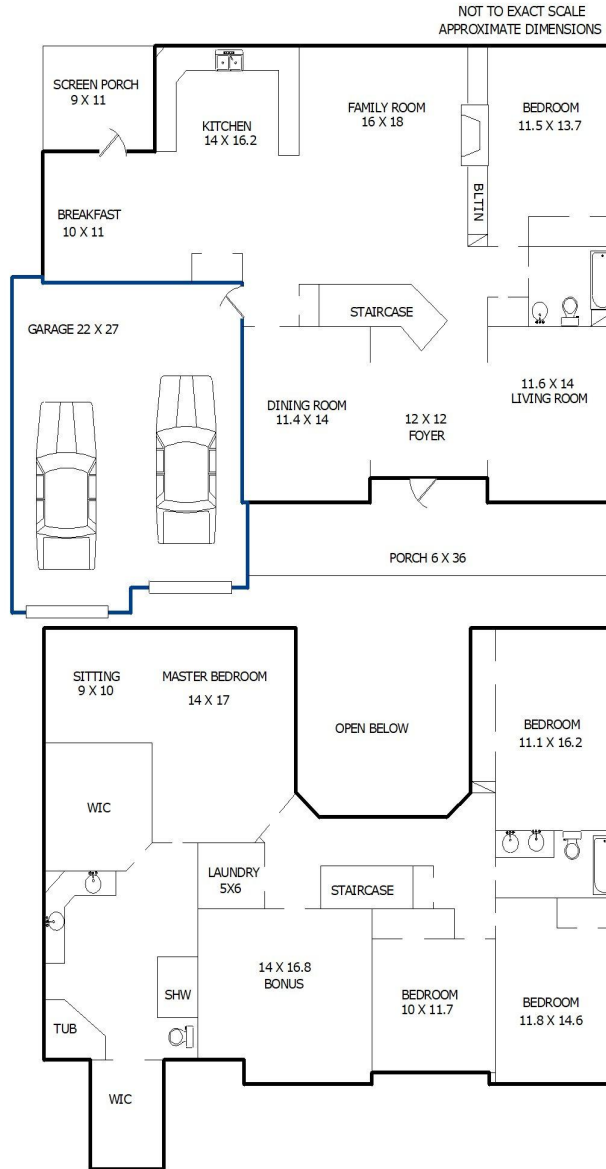 NOT TO EXACT SCALE
APPROXIMATE DIMENSIONS
SCREEN PORCH
9 X 11
KITCHEN
14 X 16.2
FAMILY ROOM
16 X 18
BEDROOM
11.5 X 13.7
BLTIN
BREAKFAST
10 X 11
STAIRCASE
GARAGE 22 X 27
DINING ROOM
11.4 X 14
12 X 12
FOYER
11.6 X 14
LIVING ROOM
PORCH 6 X 36
SITTING
9 X 10
MASTER BEDROOM
14 X 17
OPEN BELOW
BEDROOM
11.1 X 16.2
WIC
LAUNDRY
5X6
STAIRCASE
14 X 16.8
BONUS
SHW
BEDROOM
10 X 11.7
BEDROOM
11.8 X 14.6
TUB
WIC